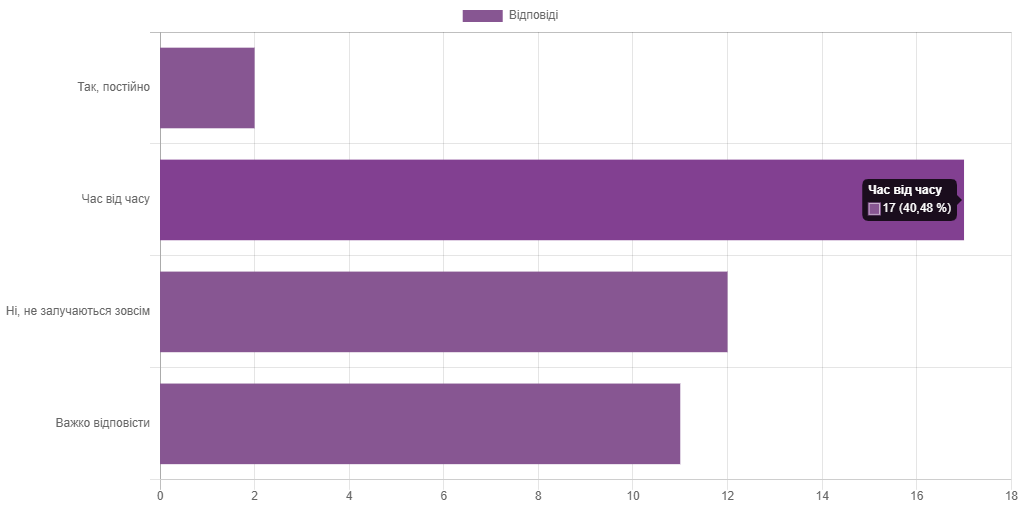 Відповіді
Так, постійно
Час від часу
Час від часу
17 (40,48 %)
Ні, не залучаються зовсім
Важко відповісти
0 2 4 6 8 10 12 14 16 18